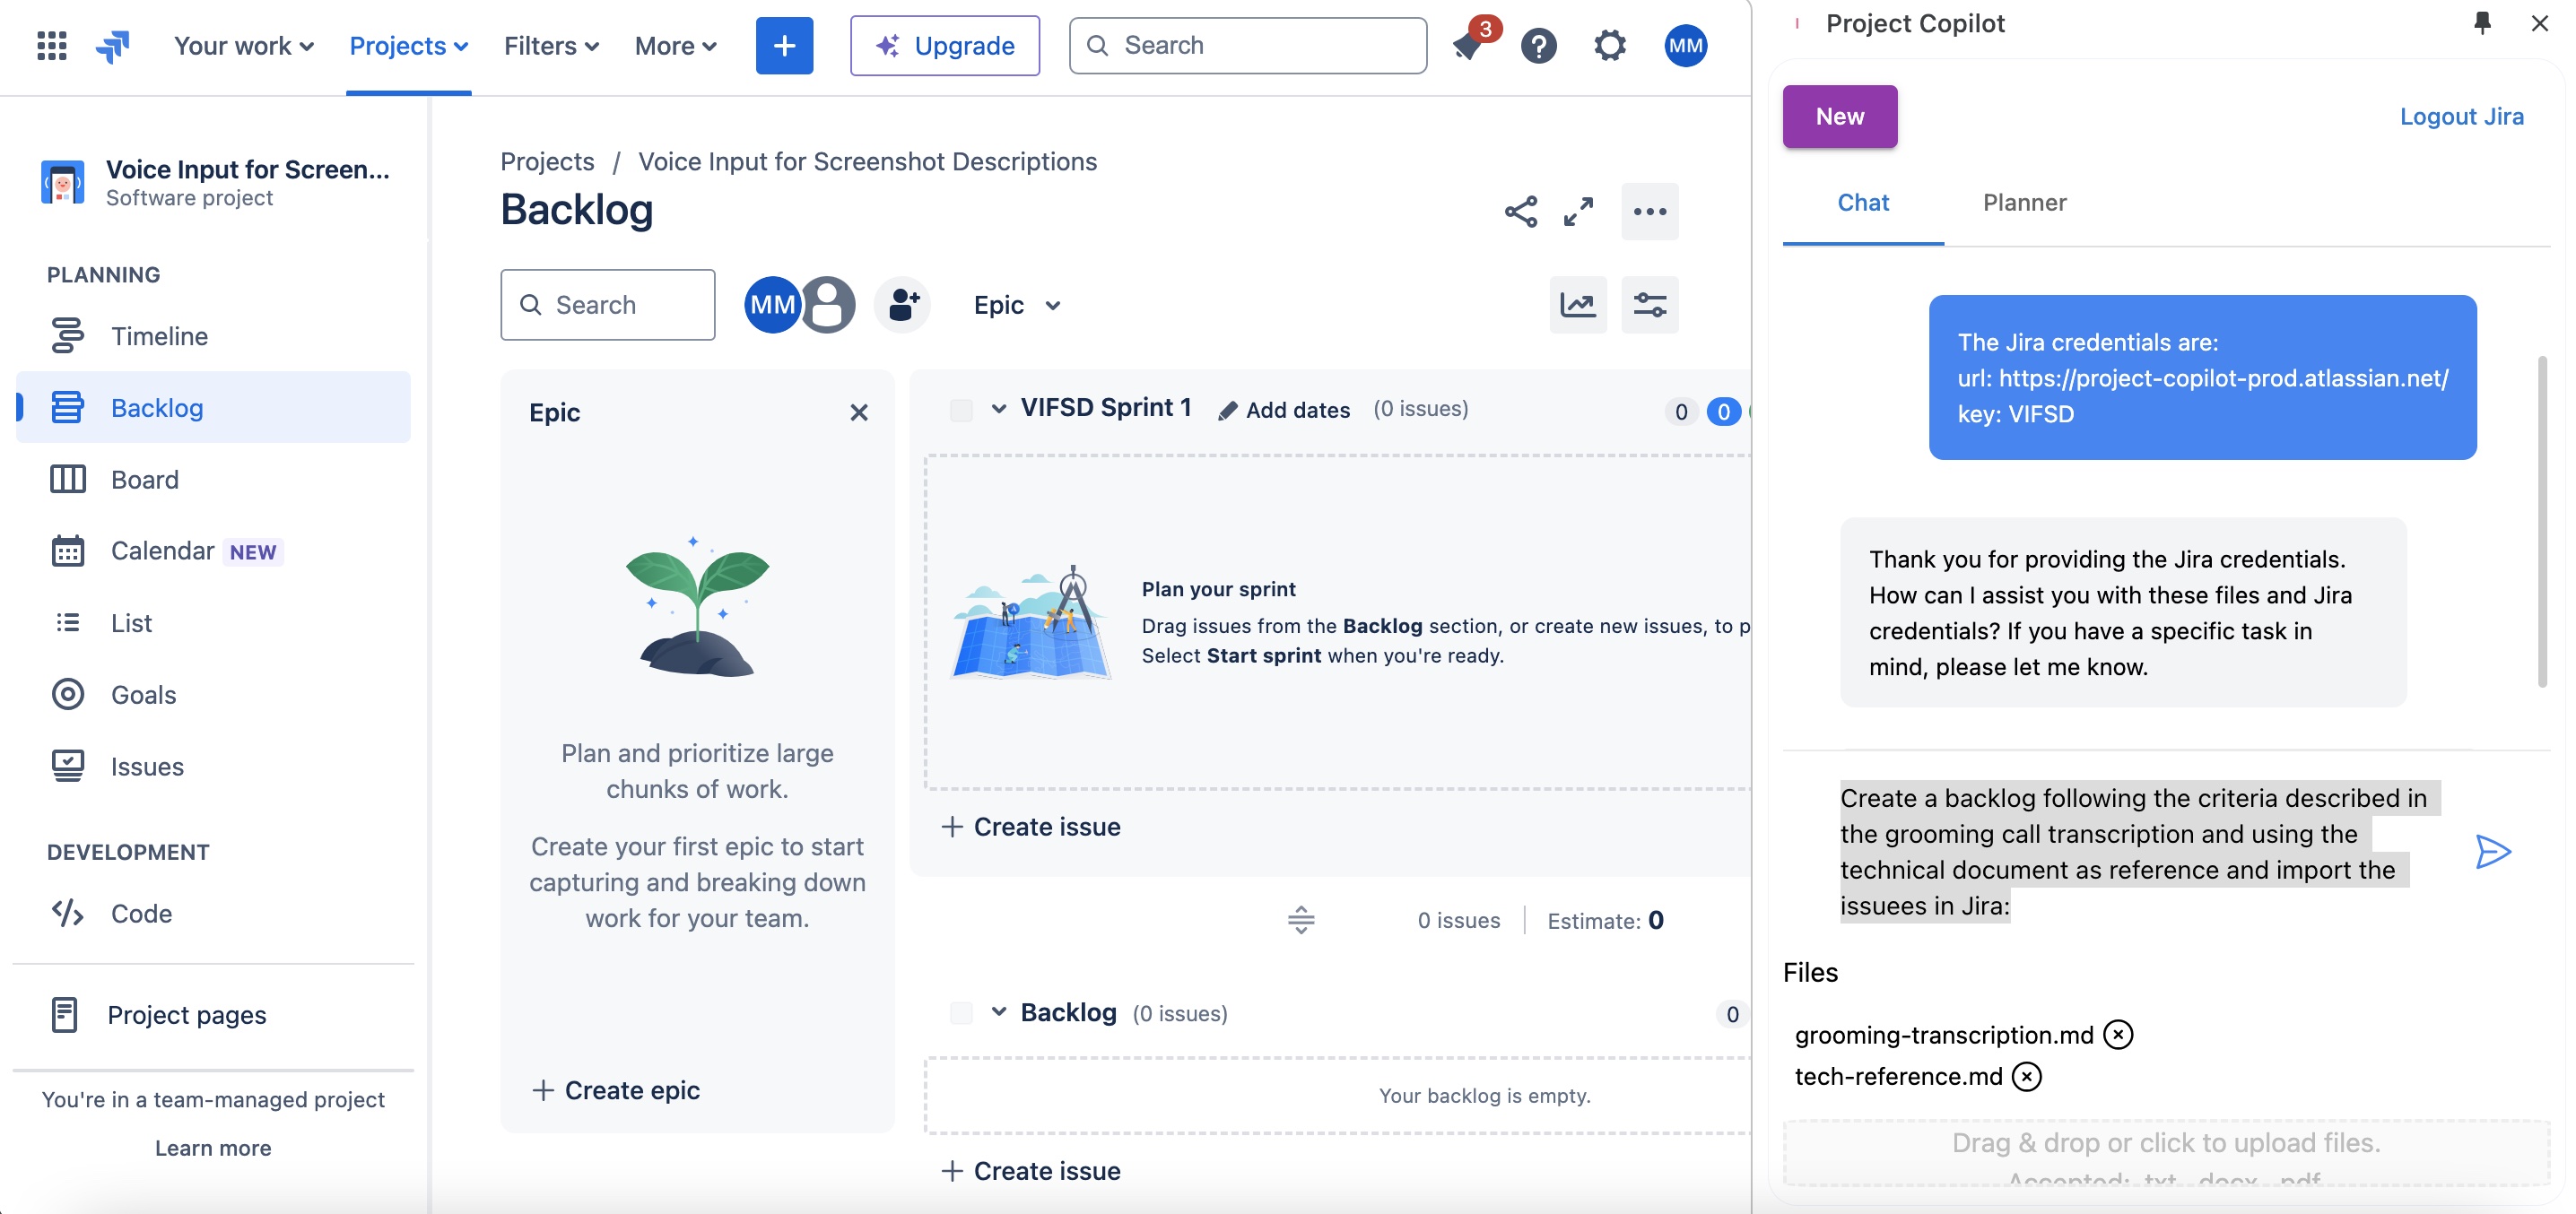 Your work
Projects
Filters
More
Upgrade
Search
3
MM
Voice Input for Screen...
Software project
PLANNING
Timeline
Backlog
Board
Calendar NEW
List
Goals
Issues
DEVELOPMENT
Code
Project pages
You're in a team-managed project
Learn more
Projects / Voice Input for Screenshot Descriptions
Backlog
Search
MM
Epic
Epic
Plan and prioritize large
chunks of work.
Create your first epic to start
capturing and breaking down
work for your team.
+ Create epic
VIFSD Sprint 1 Add dates (0 issues)
0 0
Plan your sprint
Drag issues from the Backlog section, or create new issues, to p
Select Start sprint when you're ready.
+ Create issue
0 issues | Estimate: 0
Backlog (0 issues)
0
Your backlog is empty.
+ Create issue
Project Copilot
New
Logout Jira
Chat
Planner
The Jira credentials are:
url: https://project-copilot-prod.atlassian.net/
key: VIFSD
Thank you for providing the Jira credentials.
How can I assist you with these files and Jira
credentials? If you have a specific task in
mind, please let me know.
Create a backlog following the criteria described in
the grooming call transcription and using the
technical document as reference and import the
issuees in Jira:
Files
grooming-transcription.md
tech-reference.md
Drag & drop or click to upload files.
Accepted: .txt, .docx, .pdf